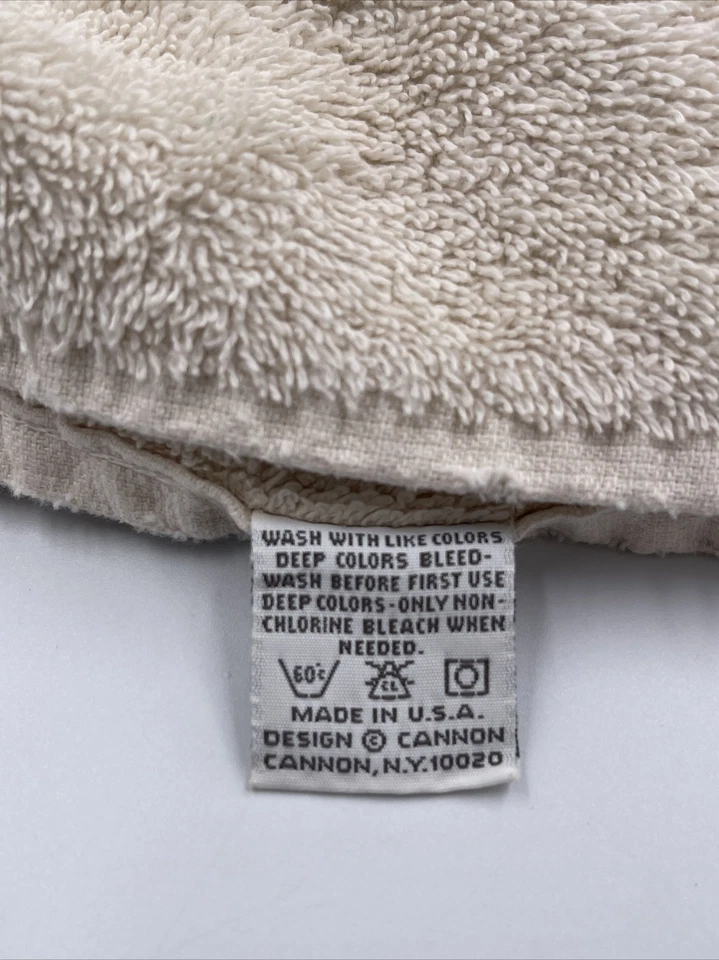 WASH WITH LIKE COLORS
DEEP COLORS BLEED-
WASH BEFORE FIRST USE
DEEP COLORS-ONLY NON-
CHLORINE BLEACH WHEN
NEEDED.
60°C CL
MADE IN U.S.A.
DESIGN © CANNON
CANNON, N.Y. 10020